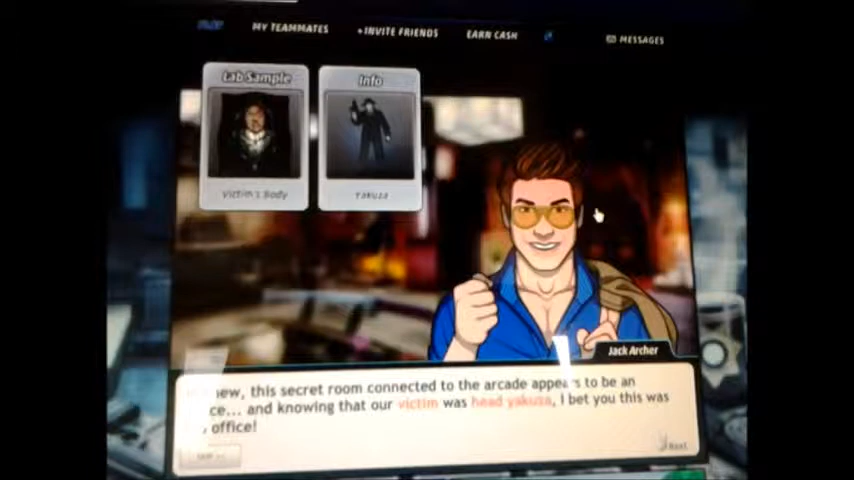 MY TEAMMATES
+INVITE FRIENDS
EARN CASH
MESSAGES
Lab Sample
Info
Victim's Body
Yakuza
Jack Archer
this secret room connected to the arcade appears to be an
and knowing that our victim was head yakuza, I bet you this was
office!
Next